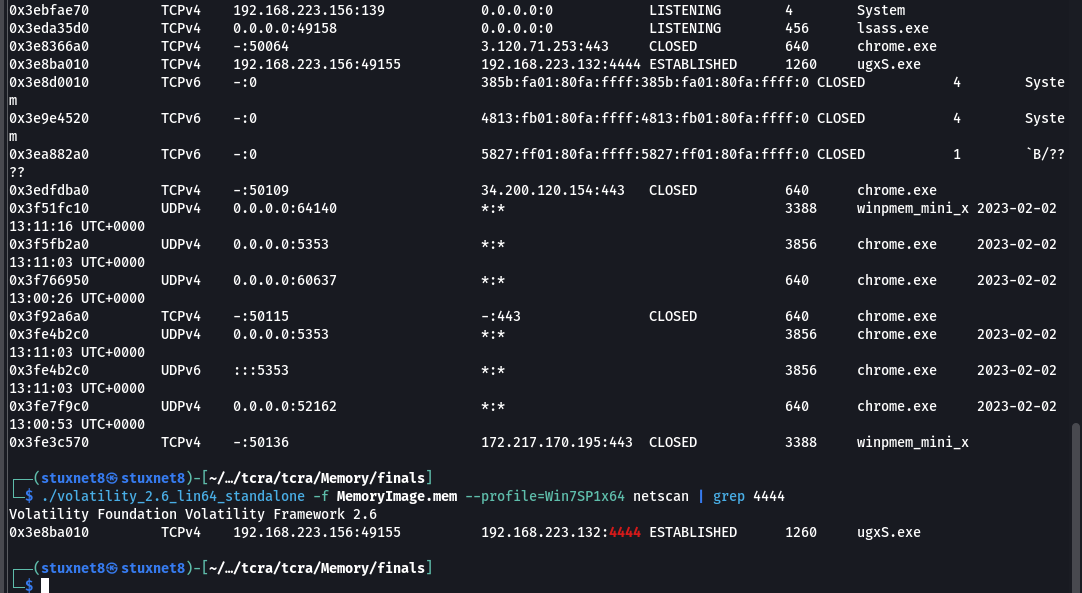 0x3ebfae70 TCPv4 192.168.223.156:139 0.0.0.0:0 LISTENING 4 System
0x3eda35d0 TCPv4 0.0.0.0:49158 0.0.0.0:0 LISTENING 456 lsass.exe
0x3e8366a0 TCPv4 -:50064 3.120.71.253:443 CLOSED 640 chrome.exe
0x3e8ba010 TCPv4 192.168.223.156:49155 192.168.223.132:4444 ESTABLISHED 1260 ugxS.exe
0x3e8d0010 TCPv6 -:0 385b:fa01:80fa:ffff:385b:fa01:80fa:ffff:0 CLOSED 4 Syste
m
0x3e9e4520 TCPv6 -:0 4813:fb01:80fa:ffff:4813:fb01:80fa:ffff:0 CLOSED 4 Syste
m
0x3ea882a0 TCPv6 -:0 5827:ff01:80fa:ffff:5827:ff01:80fa:ffff:0 CLOSED 1 `B/??
??
0x3edfdba0 TCPv4 -:50109 34.200.120.154:443 CLOSED 640 chrome.exe
0x3f51fc10 UDPv4 0.0.0.0:64140 *:* 3388 winpmem_mini_x 2023-02-02
13:11:16 UTC+0000
0x3f5fb2a0 UDPv4 0.0.0.0:5353 *:* 3856 chrome.exe 2023-02-02
13:11:03 UTC+0000
0x3f766950 UDPv4 0.0.0.0:60637 *:* 640 chrome.exe 2023-02-02
13:00:26 UTC+0000
0x3f92a6a0 TCPv4 -:50115 -:443 CLOSED 640 chrome.exe
0x3fe4b2c0 UDPv4 0.0.0.0:5353 *:* 3856 chrome.exe 2023-02-02
13:11:03 UTC+0000
0x3fe4b2c0 UDPv6 :::5353 *:* 3856 chrome.exe 2023-02-02
13:11:03 UTC+0000
0x3fe7f9c0 UDPv4 0.0.0.0:52162 *:* 640 chrome.exe 2023-02-02
13:00:53 UTC+0000
0x3fe3c570 TCPv4 -:50136 172.217.170.195:443 CLOSED 3388 winpmem_mini_x
┌──(stuxnet8㉿stuxnet8)-[~/…/tcra/tcra/Memory/finals]
└─$ ./volatility_2.6_lin64_standalone -f MemoryImage.mem --profile=Win7SP1x64 netscan | grep 4444
Volatility Foundation Volatility Framework 2.6
0x3e8ba010 TCPv4 192.168.223.156:49155 192.168.223.132:4444 ESTABLISHED 1260 ugxS.exe
┌──(stuxnet8㉿stuxnet8)-[~/…/tcra/tcra/Memory/finals]
└─$